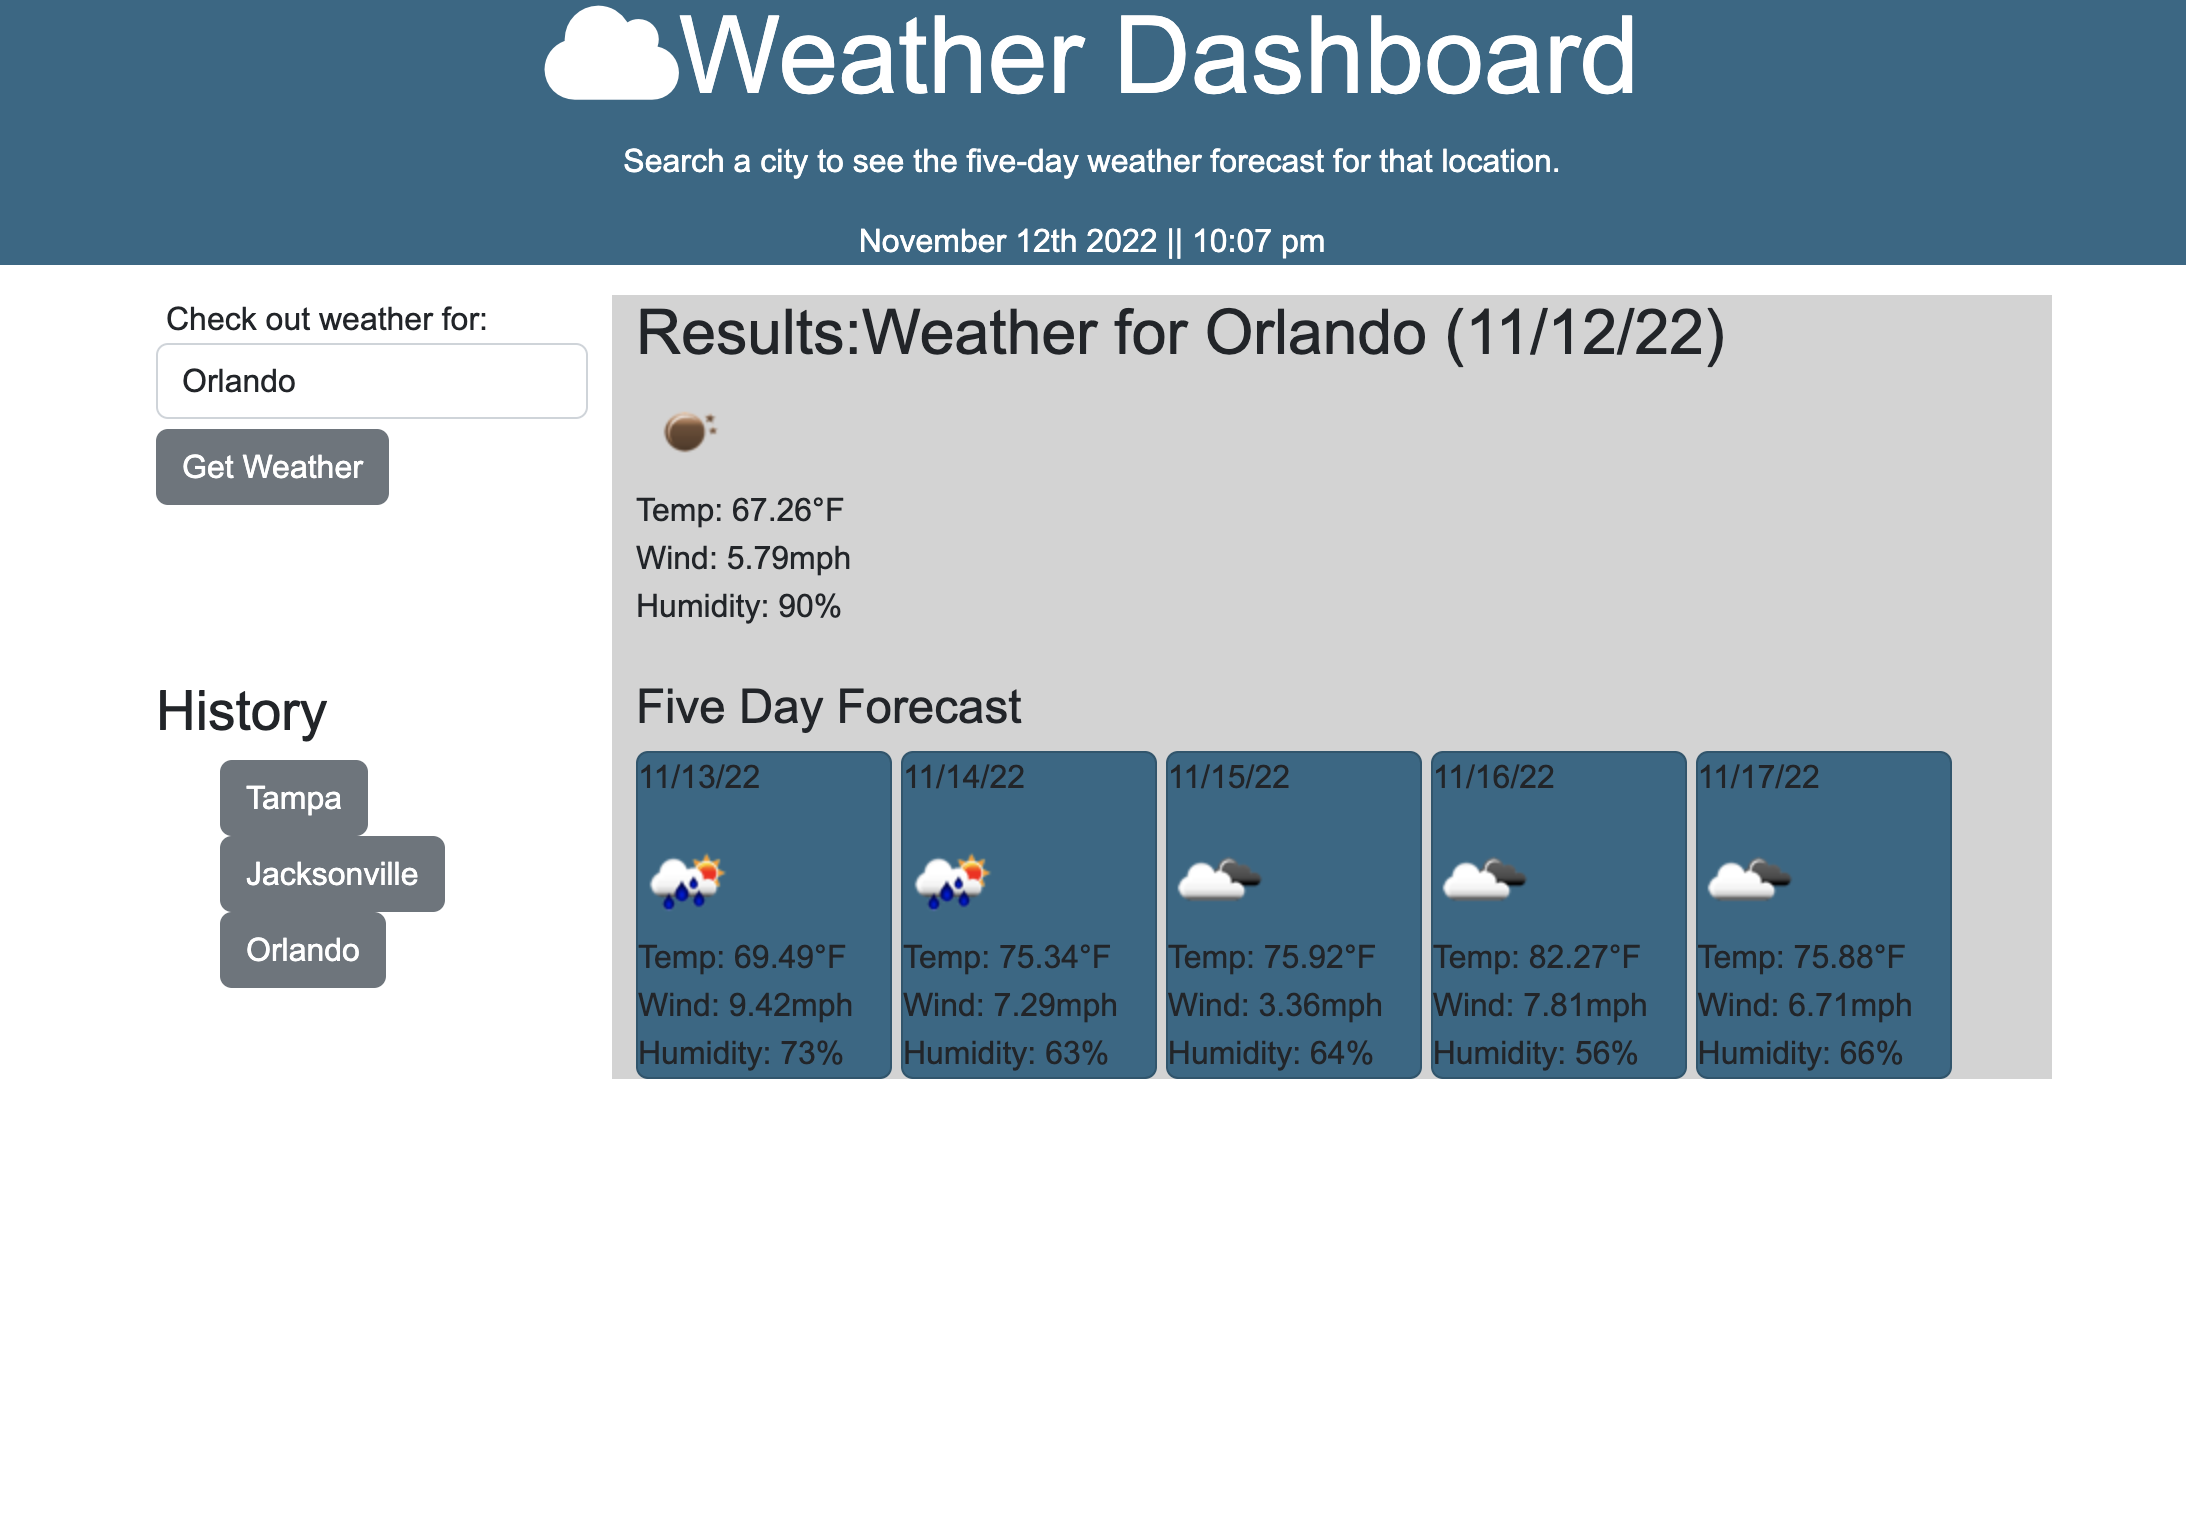 Weather Dashboard
Search a city to see the five-day weather forecast for that location.
November 12th 2022 || 10:07 pm
Check out weather for:
Orlando
Get Weather
History
Tampa
Jacksonville
Orlando
Results:Weather for Orlando (11/12/22)
Temp: 67.26°F
Wind: 5.79mph
Humidity: 90%
Five Day Forecast
11/13/22
Temp: 69.49°F
Wind: 9.42mph
Humidity: 73%
11/14/22
Temp: 75.34°F
Wind: 7.29mph
Humidity: 63%
11/15/22
Temp: 75.92°F
Wind: 3.36mph
Humidity: 64%
11/16/22
Temp: 82.27°F
Wind: 7.81mph
Humidity: 56%
11/17/22
Temp: 75.88°F
Wind: 6.71mph
Humidity: 66%